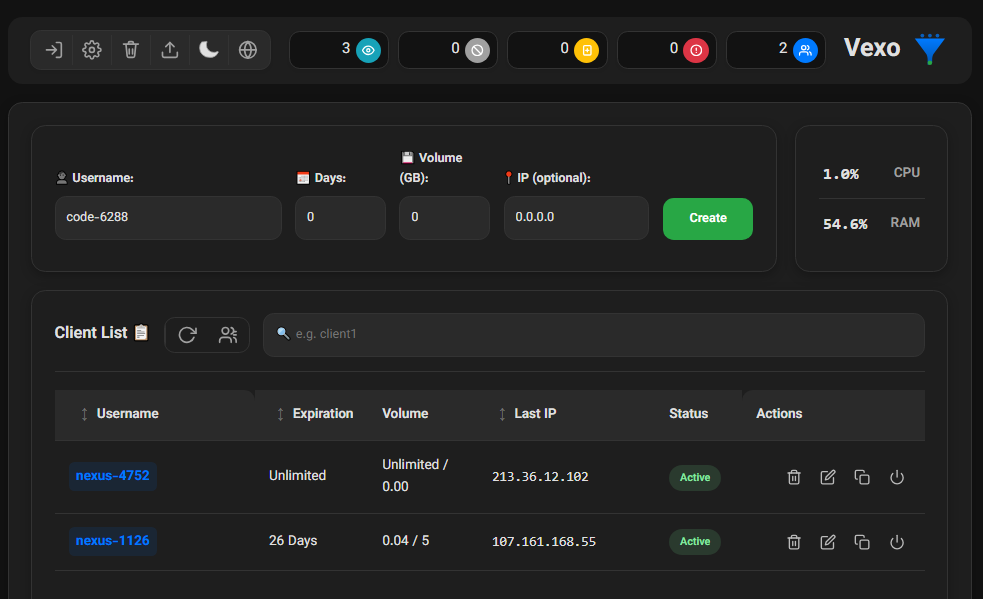 3
0
0
0
2
Vexo
Username:
Days:
Volume
(GB):
IP (optional):
code-6288
0
0
0.0.0.0
Create
1.0% CPU
54.6% RAM
Client List
e.g. client1
Username Expiration Volume Last IP Status Actions
nexus-4752 Unlimited Unlimited / 213.36.12.102 Active
0.00
nexus-1126 26 Days 0.04 / 5 107.161.168.55 Active